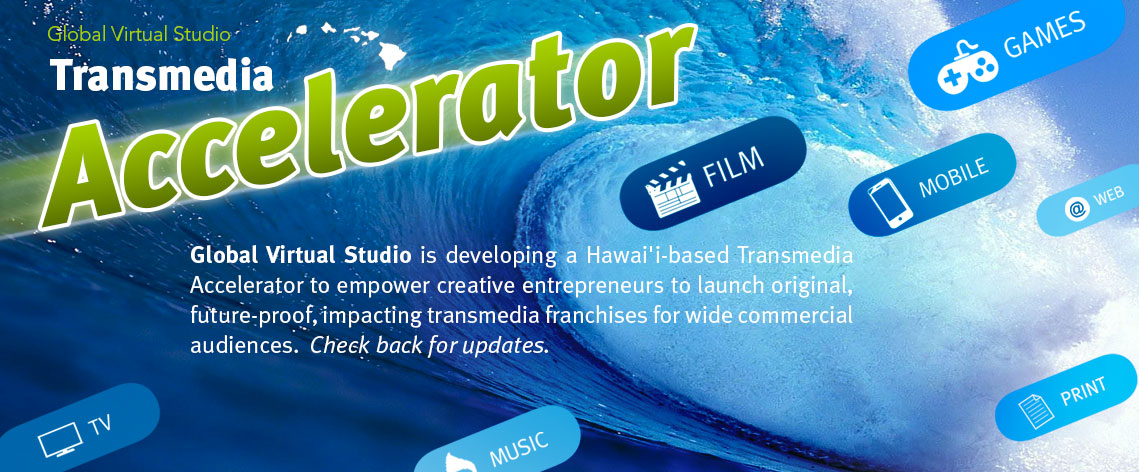 Global Virtual Studio
Transmedia
Accelerator
GAMES
FILM
MOBILE
@ WEB
Global Virtual Studio is developing a Hawai'i-based Transmedia
Accelerator to empower creative entrepreneurs to launch original,
future-proof, impacting transmedia franchises for wide commercial
audiences. Check back for updates.
PRINT
TV
MUSIC